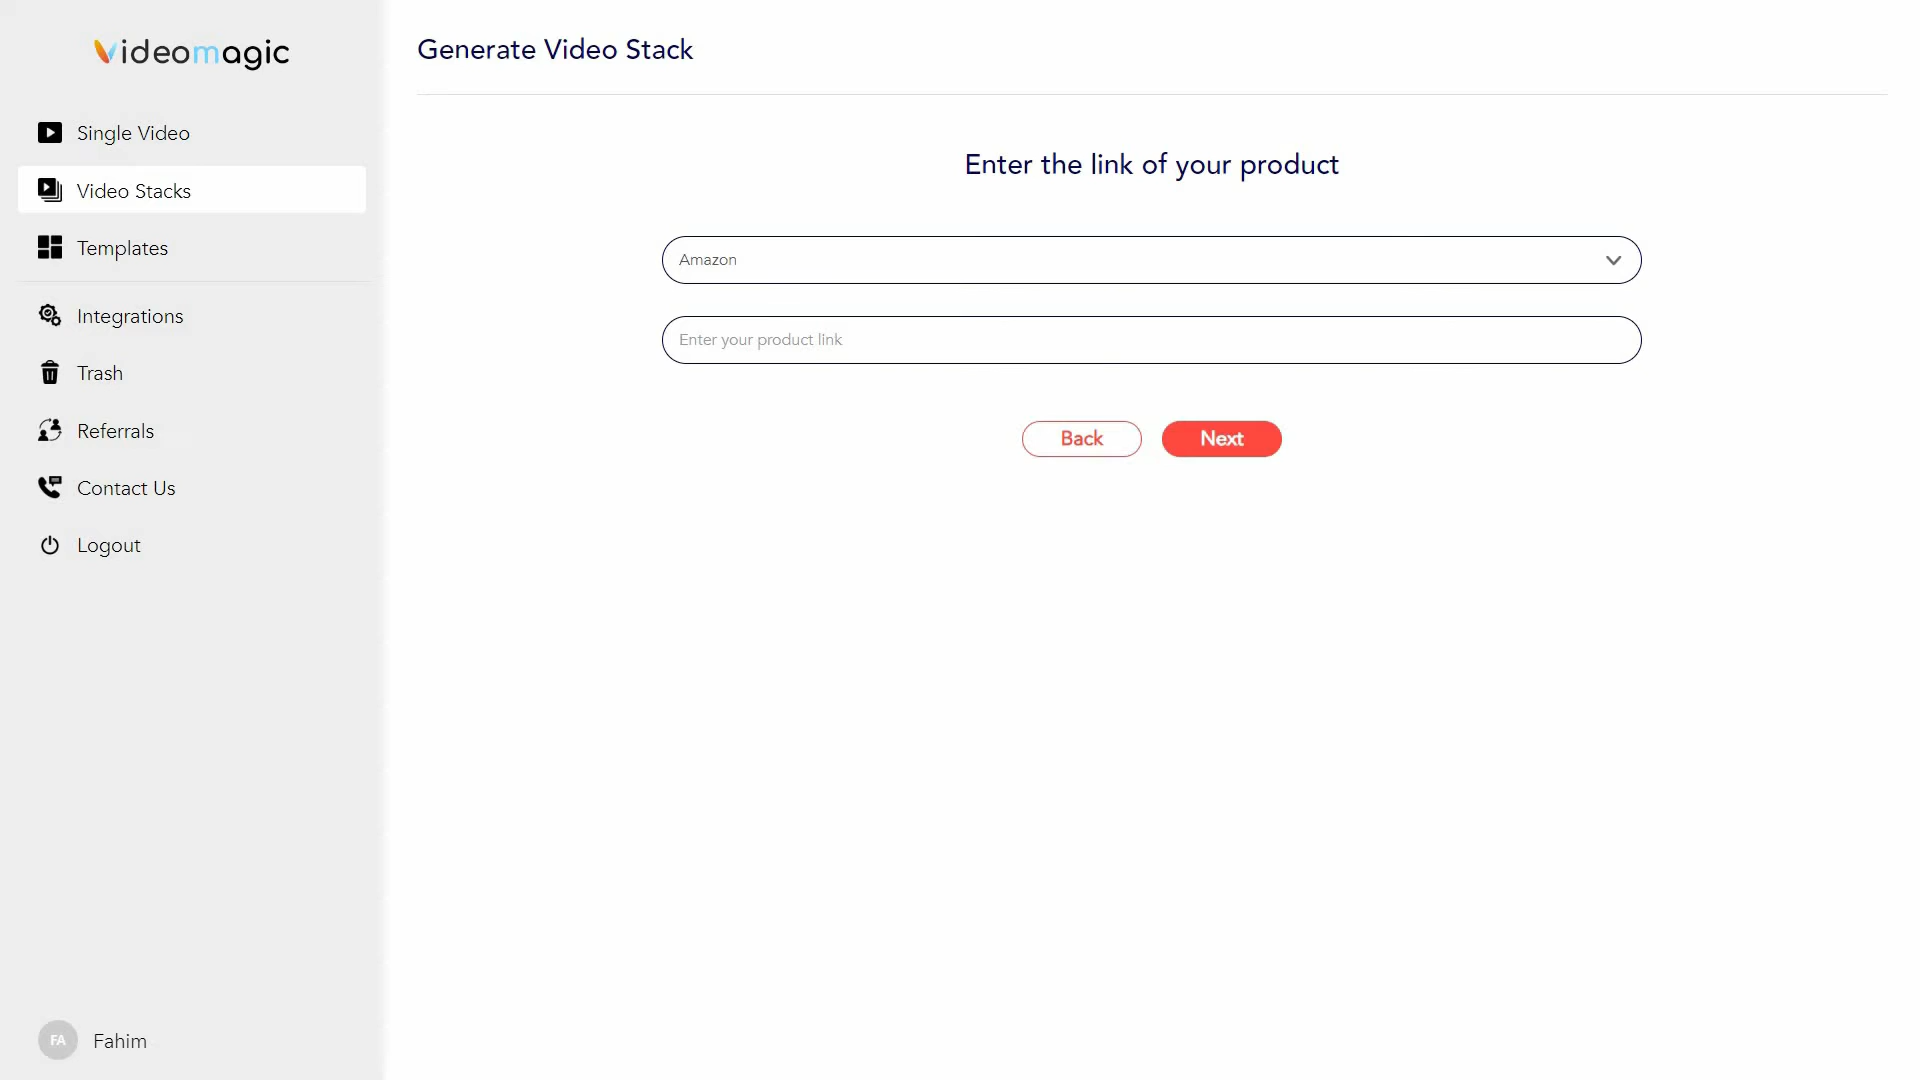 Videomagic
Single Video
Video Stacks
Templates
Integrations
Trash
Referrals
Contact Us
Logout
FA Fahim
Generate Video Stack
Enter the link of your product
Amazon
Enter your product link
Back Next